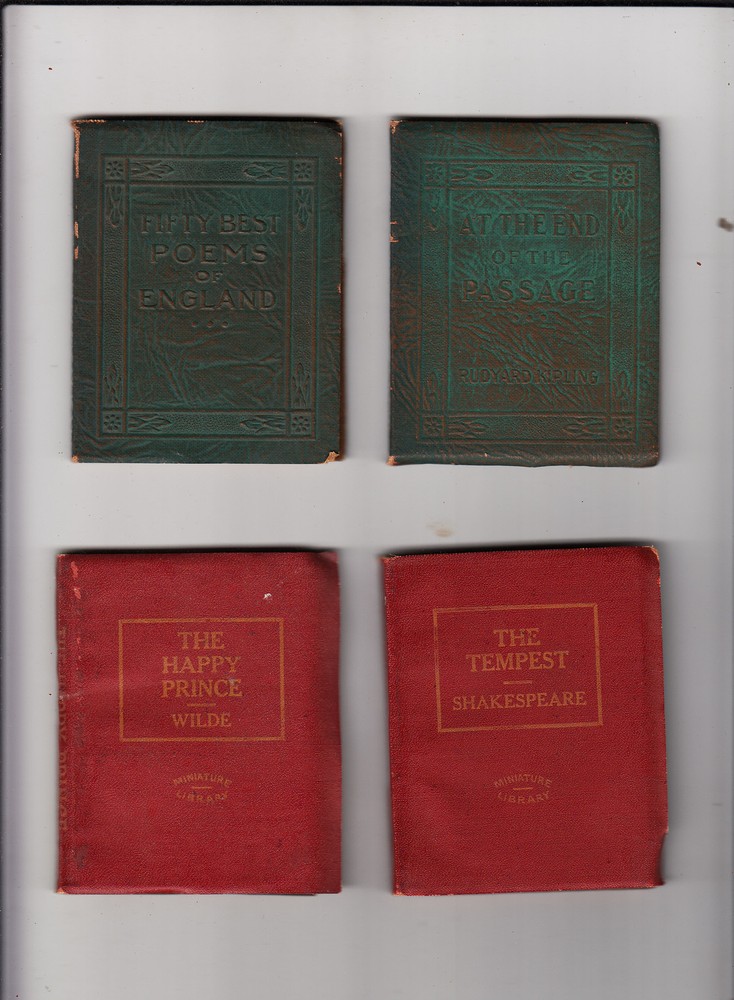 FIFTY BEST
POEMS
OF
ENGLAND
AT THE END
OF THE
PASSAGE
RUDYARD KIPLING
THE
HAPPY
PRINCE
WILDE
MINIATURE
LIBRARY
THE
TEMPEST
SHAKESPEARE
MINIATURE
LIBRARY